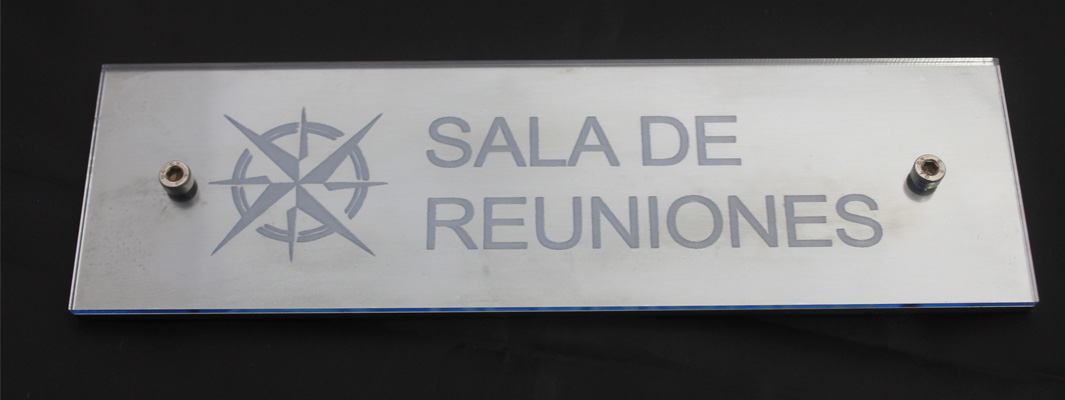 SALA DE
REUNIONES